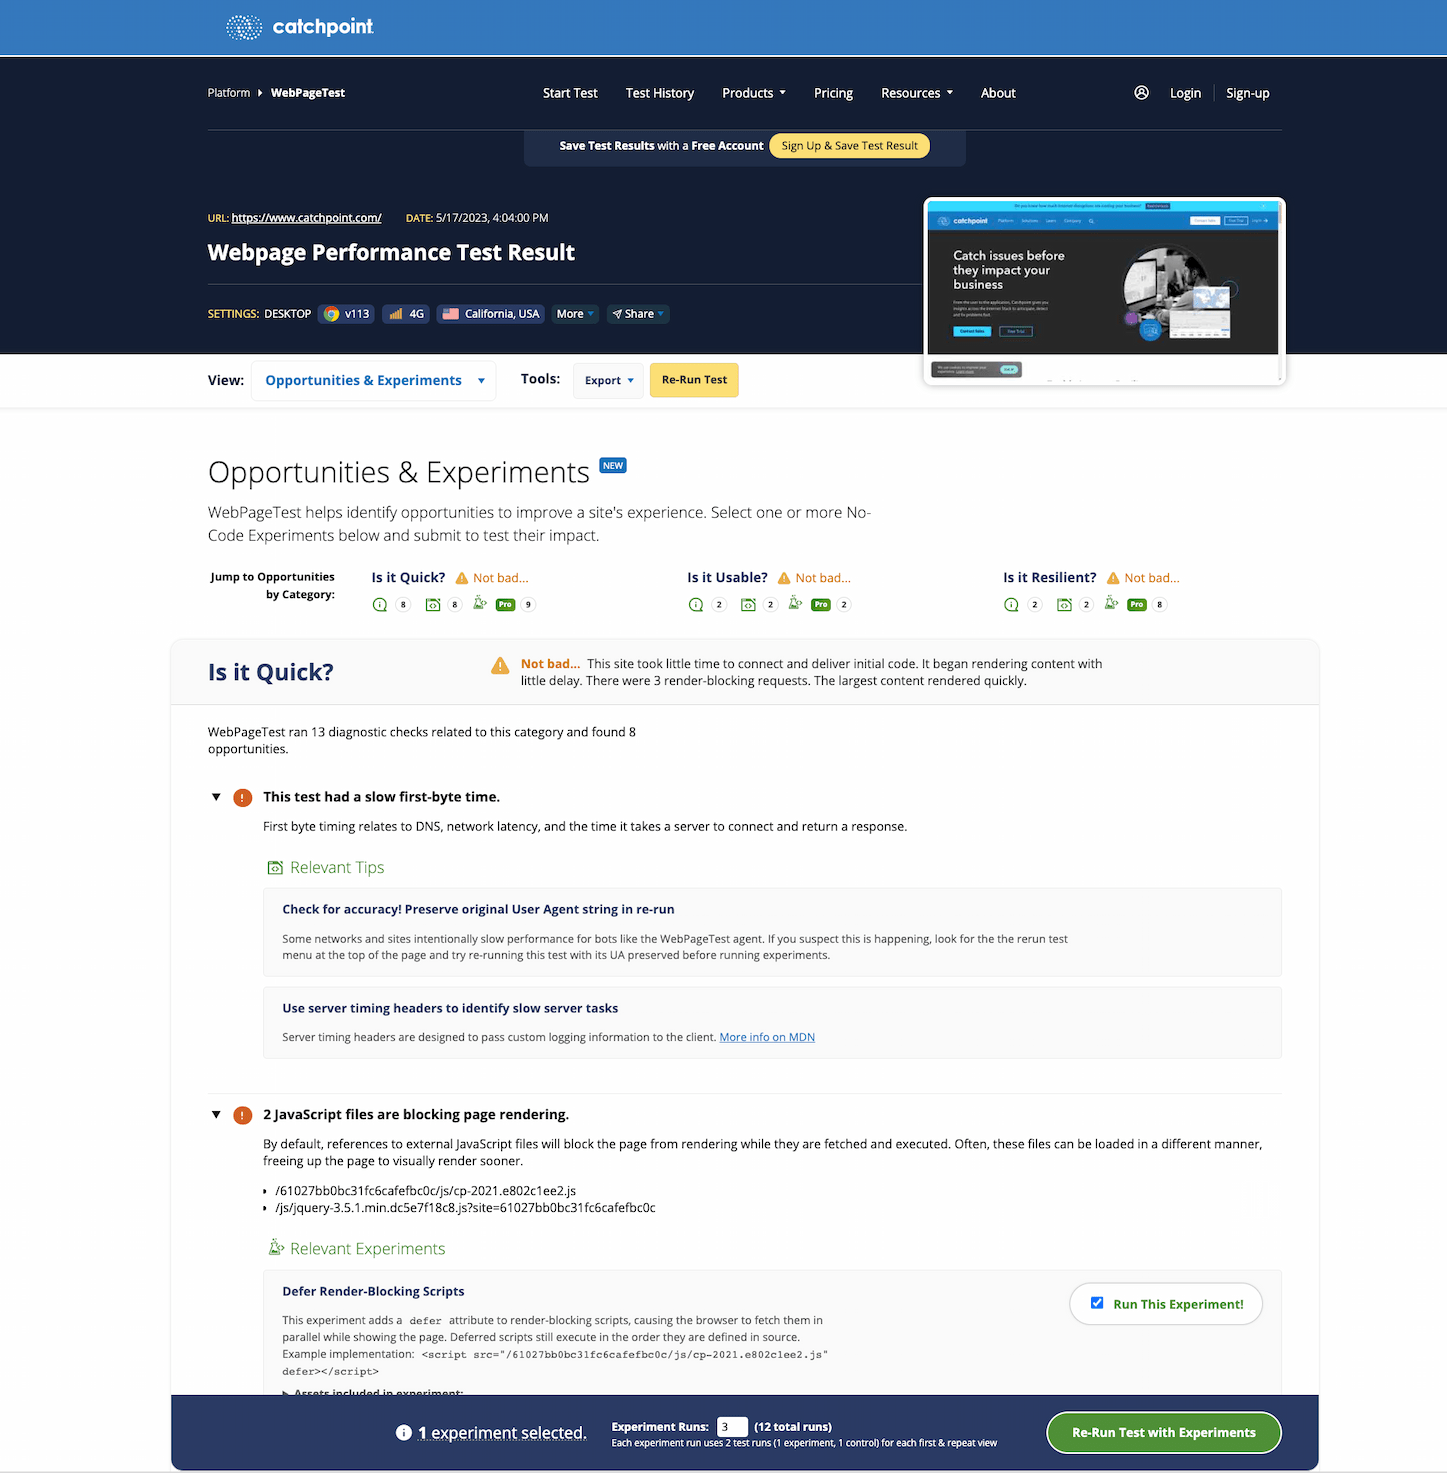 catchpoint
Platform WebPageTest Start Test Test History Products Pricing Resources About Login Sign-up
Save Test Results with a Free Account Sign Up & Save Test Result
URL: https://www.catchpoint.com/ DATE: 5/17/2023, 4:04:00 PM
Webpage Performance Test Result
SETTINGS: DESKTOP v113 4G California, USA More Share
catchpoint Platform Solutions Learn Company
Catch issues before
they impact your
business
View: Opportunities & Experiments Tools: Export Re-Run Test
Opportunities & Experiments NEW
WebPageTest helps identify opportunities to improve a site's experience. Select one or more No-
Code Experiments below and submit to test their impact.
Jump to Opportunities
by Category:
Is it Quick? Not bad...
8 8 Pro 9
Is it Usable? Not bad...
2 2 Pro 2
Is it Resilient? Not bad...
2 2 Pro 8
Is it Quick?
Not bad... This site took little time to connect and deliver initial code. It began rendering content with
little delay. There were 3 render-blocking requests. The largest content rendered quickly.
WebPageTest ran 13 diagnostic checks related to this category and found 8
opportunities.
This test had a slow first-byte time.
First byte timing relates to DNS, network latency, and the time it takes a server to connect and return a response.
Relevant Tips
Check for accuracy! Preserve original User Agent string in re-run
Some networks and sites intentionally slow performance for bots like the WebPageTest agent. If you suspect this is happening, look for the the rerun test
menu at the top of the page and try re-running this test with its UA preserved before running experiments.
Use server timing headers to identify slow server tasks
Server timing headers are designed to pass custom logging information to the client. More info on MDN
2 JavaScript files are blocking page rendering.
By default, references to external JavaScript files will block the page from rendering while they are fetched and executed. Often, these files can be loaded in a different manner,
freeing up the page to visually render sooner.
/61027bb0bc31fc6cafefbc0c/js/cp-2021.e802c1ee2.js
/js/jquery-3.5.1.min.dc5e7f18c8.js?site=61027bb0bc31fc6cafefbc0c
Relevant Experiments
Defer Render-Blocking Scripts
Run This Experiment!
This experiment adds a defer attribute to render-blocking scripts, causing the browser to fetch them in
parallel while showing the page. Deferred scripts still execute in the order they are defined in source.
Example implementation: <script src="/61027bb0bc31fc6cafefbc0c/js/cp-2021.e802c1ee2.js"
defer></script>
Assets included in experiment:
1 experiment selected.
Experiment Runs: 3 (12 total runs)
Each experiment run uses 2 test runs (1 experiment, 1 control) for each first & repeat view
Re-Run Test with Experiments